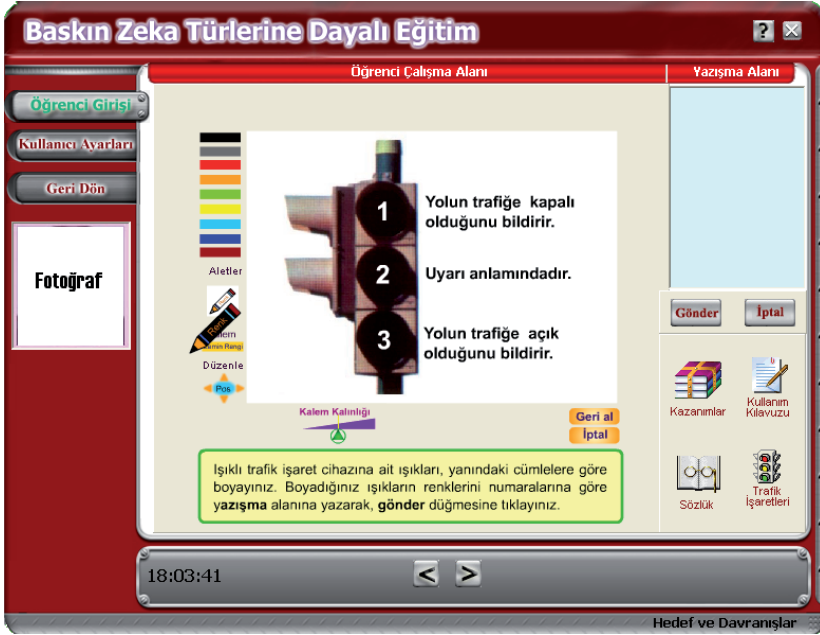 Baskın Zeka Türlerine Dayalı Eğitim
?
Öğrenci Çalışma Alanı
Yazışma Alanı
Öğrenci Girişi
Kullanıcı Ayarları
Geri Dön
Fotoğraf
1
Yolun trafiğe kapalı
olduğunu bildirir.
2
Uyarı anlamındadır.
3
Yolun trafiğe açık
olduğunu bildirir.
Aletler
Renk
Düzenle
Pos
Kalem Kalınlığı
Geri al
İptal
Işıklı trafik işaret cihazına ait ışıkları, yanındaki cümlelere göre
boyayınız. Boyadığınız ışıkların renklerini numaralarına göre
yazışma alanına yazarak, gönder düğmesine tıklayınız.
Gönder
İptal
Kazanımlar
Kullanım
Kılavuzu
Sözlük
Trafik
İşaretleri
18:03:41
< >
Hedef ve Davranışlar